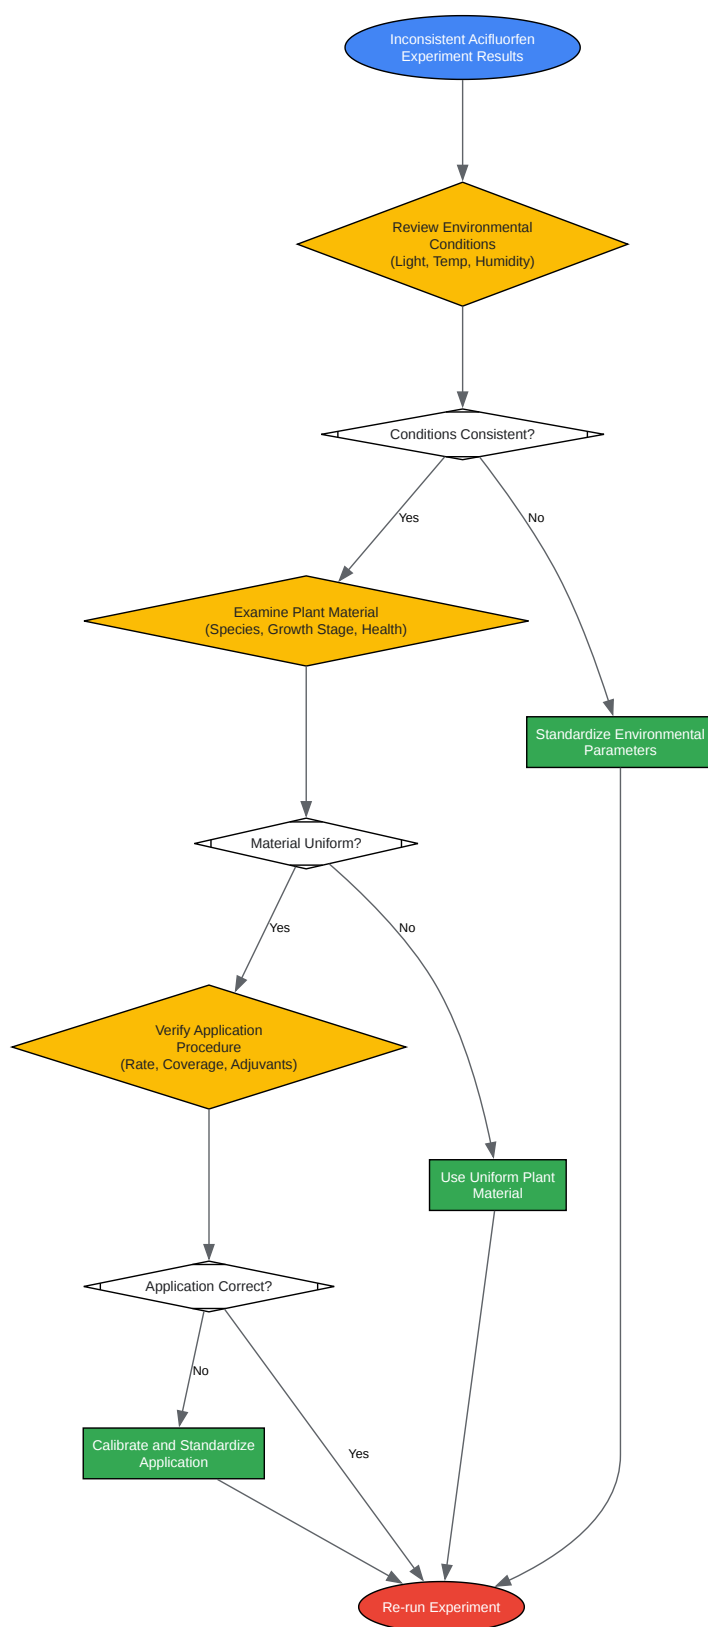 Inconsistent Acifluorfen
Experiment Results
Review Environmental
Conditions
(Light, Temp, Humidity)
Conditions Consistent?
Yes
No
Examine Plant Material
(Species, Growth Stage, Health)
Standardize Environmental
Parameters
Material Uniform?
Yes
No
Verify Application
Procedure
(Rate, Coverage, Adjuvants)
Use Uniform Plant
Material
Application Correct?
No
Calibrate and Standardize
Application
Yes
Re-run Experiment